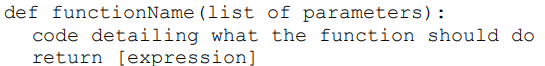 def functionName(list of parameters):
  code detailing what the function should do
  return [expression]